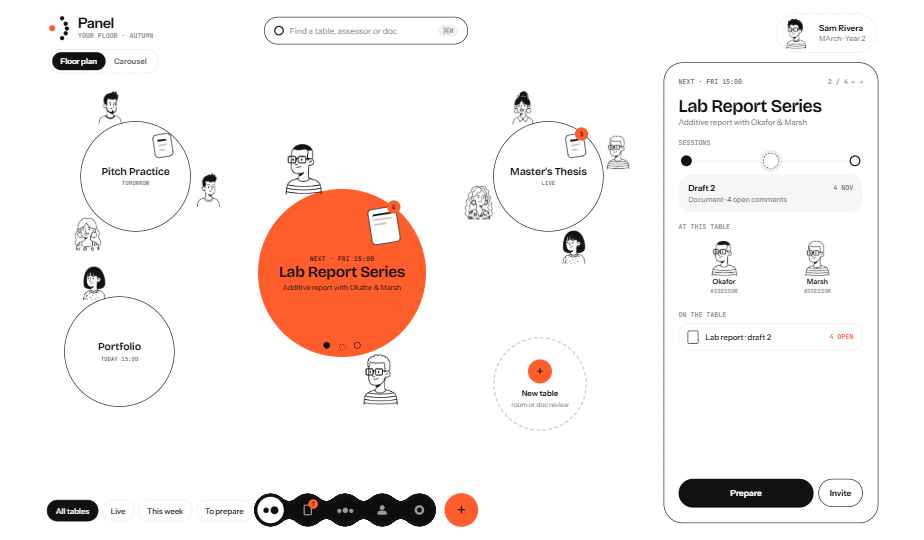 Panel
YOUR FLOOR · AUTUMN
Find a table, assessor or doc
⌘K
Sam Rivera
MArch · Year 2
Floor plan
Carousel
Pitch Practice
TOMORROW
Master's Thesis
LIVE
NEXT · FRI 15:00
Lab Report Series
Additive report with Okafor & Marsh
Portfolio
TODAY 15:00
+
New table
room or doc review
All tables
Live
This week
To prepare
+
NEXT · FRI 15:00
2 / 4
Lab Report Series
Additive report with Okafor & Marsh
SESSIONS
Draft 2
4 NOV
Document · 4 open comments
AT THIS TABLE
Okafor
ASSESSOR
Marsh
ASSESSOR
ON THE TABLE
Lab report · draft 2
4 OPEN
Prepare
Invite